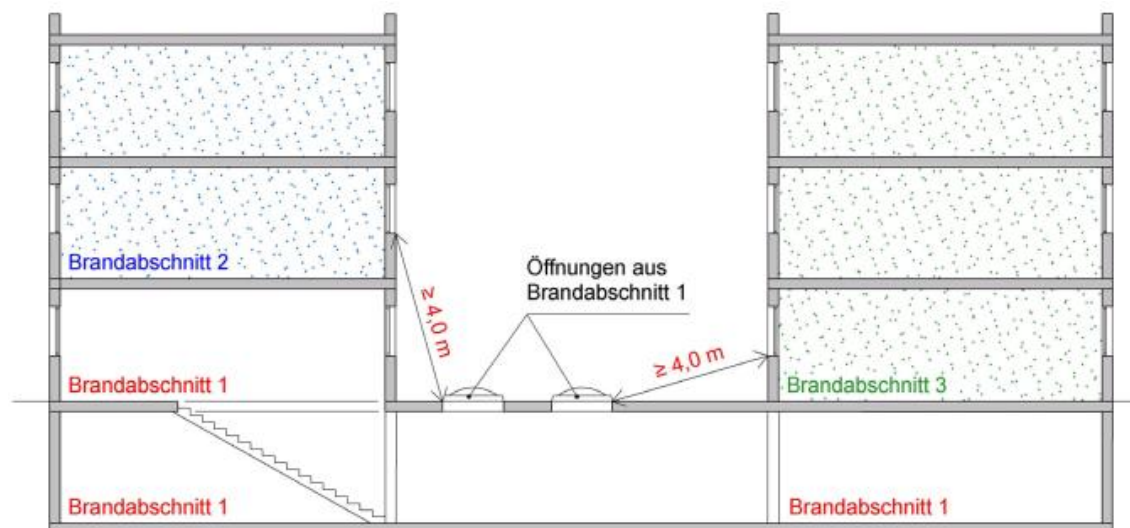 Brandabschnitt 2
Öffnungen aus
Brandabschnitt 1
≥ 4,0 m
≥ 4,0 m
Brandabschnitt 1
Brandabschnitt 3
Brandabschnitt 1
Brandabschnitt 1